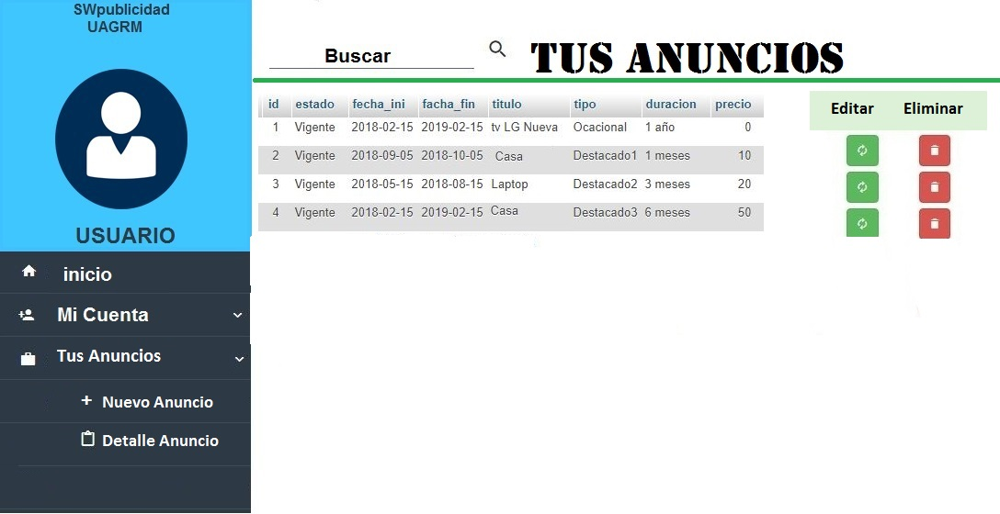 SWpublicidad
UAGRM
USUARIO
inicio
Mi Cuenta
Tus Anuncios
+ Nuevo Anuncio
Detalle Anuncio
Buscar
TUS ANUNCIOS
id estado fecha_ini facha_fin titulo tipo duracion precio
1 Vigente 2018-02-15 2019-02-15 tv LG Nueva Ocacional 1 año 0
2 Vigente 2018-09-05 2018-10-05 Casa Destacado1 1 meses 10
3 Vigente 2018-05-15 2018-08-15 Laptop Destacado2 3 meses 20
4 Vigente 2018-02-15 2019-02-15 Casa Destacado3 6 meses 50
Editar Eliminar